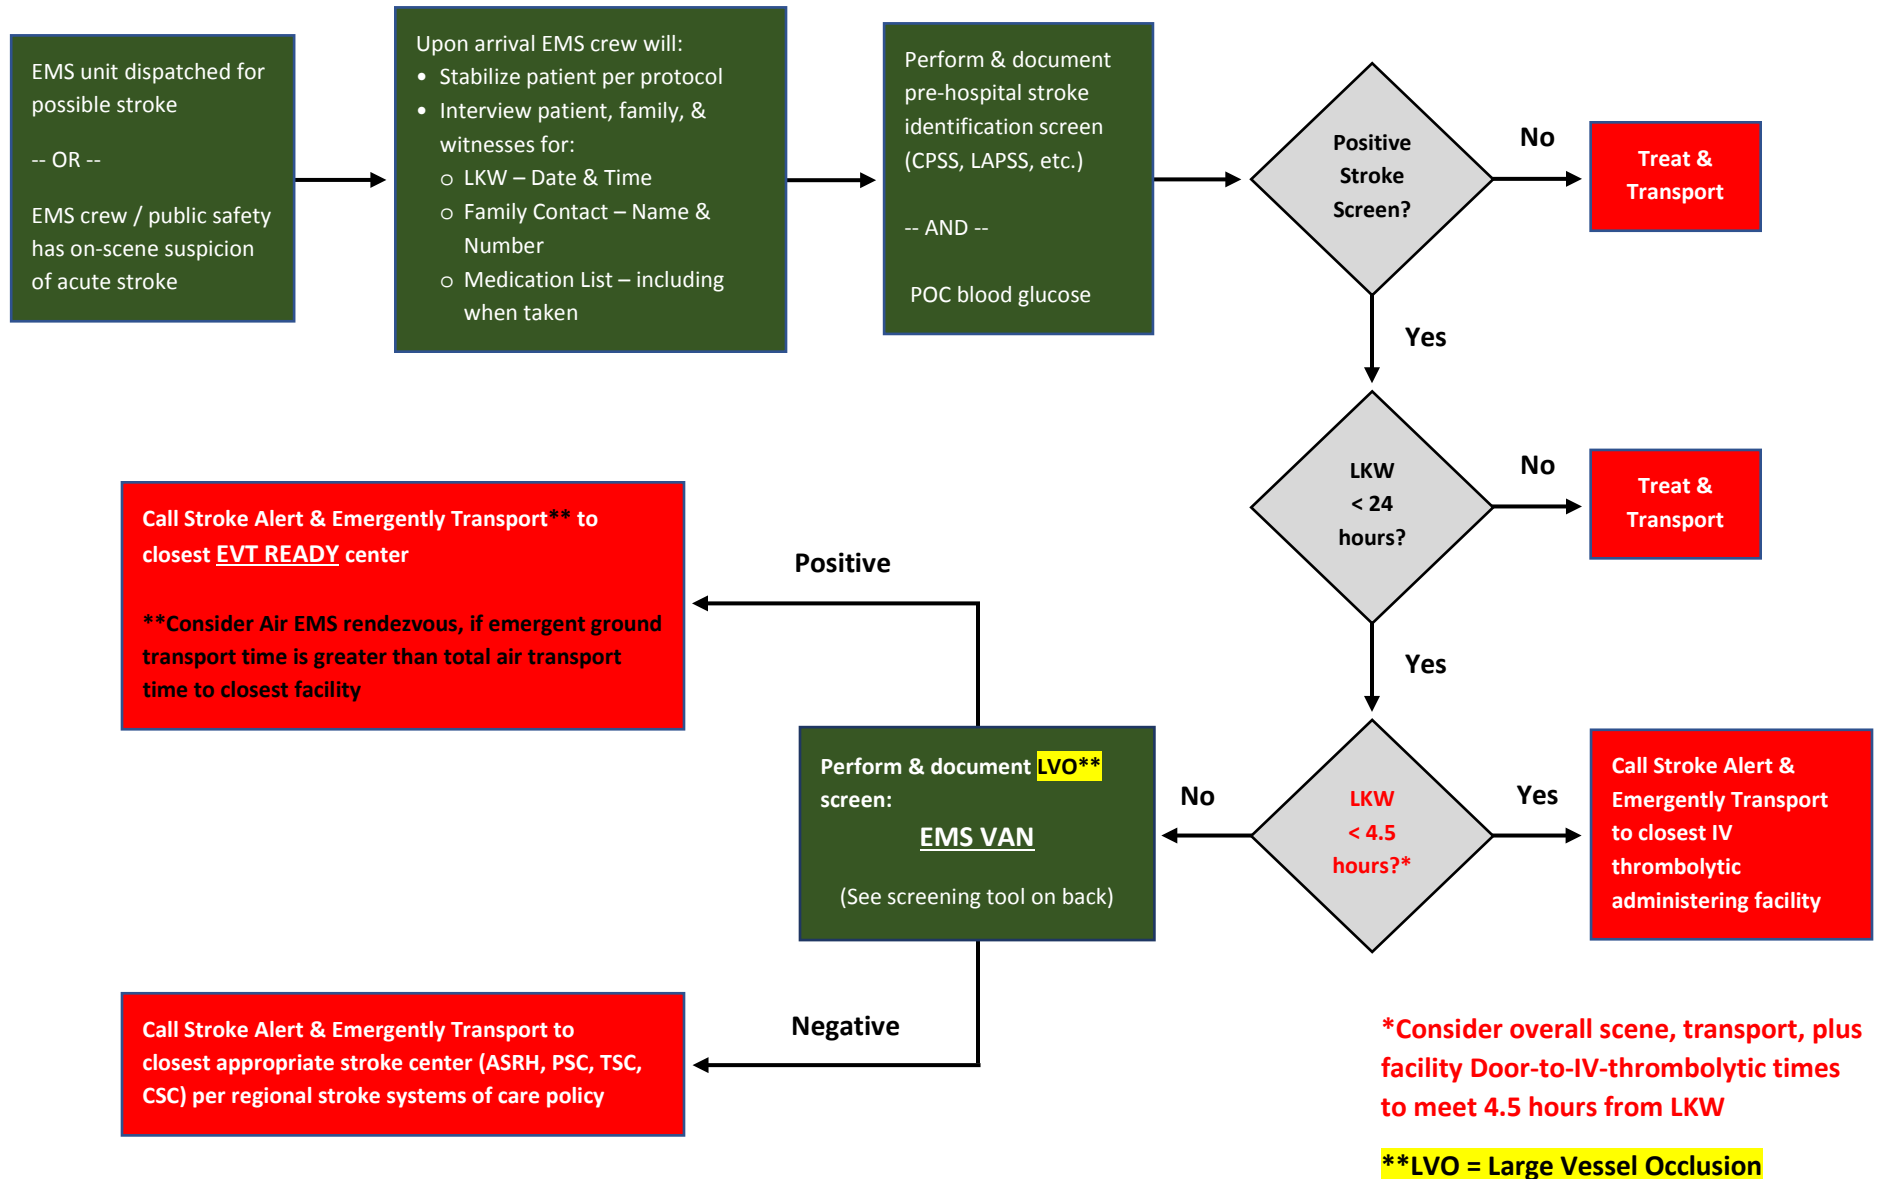 EMS unit dispatched for
possible stroke
-- OR --
EMS crew / public safety
has on-scene suspicion
of acute stroke
Upon arrival EMS crew will:
• Stabilize patient per protocol
• Interview patient, family, &
witnesses for:
o LKW – Date & Time
o Family Contact – Name &
Number
o Medication List – including
when taken
Perform & document
pre-hospital stroke
identification screen
(CPSS, LAPSS, etc.)
-- AND --
POC blood glucose
Positive
Stroke
Screen?
No
Treat &
Transport
Yes
LKW
< 24
hours?
No
Treat &
Transport
Yes
LKW
< 4.5
hours?*
Yes
Call Stroke Alert &
Emergently Transport
to closest IV
thrombolytic
administering facility
No
Perform & document LVO**
screen:
EMS VAN
(See screening tool on back)
Positive
Call Stroke Alert & Emergently Transport** to
closest EVT READY center
**Consider Air EMS rendezvous, if emergent ground
transport time is greater than total air transport
time to closest facility
Negative
Call Stroke Alert & Emergently Transport to
closest appropriate stroke center (ASRH, PSC, TSC,
CSC) per regional stroke systems of care policy
*Consider overall scene, transport, plus
facility Door-to-IV-thrombolytic times
to meet 4.5 hours from LKW
**LVO = Large Vessel Occlusion